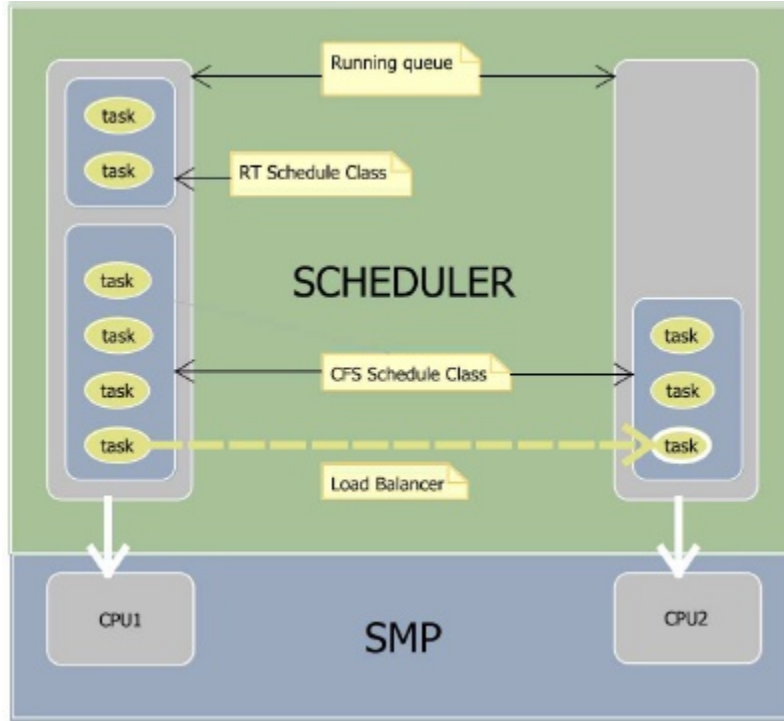 Running queue
task
task
RT Schedule Class
SCHEDULER
task
task
task
task
CFS Schedule Class
task
task
task
Load Balancer
CPU1
CPU2
SMP